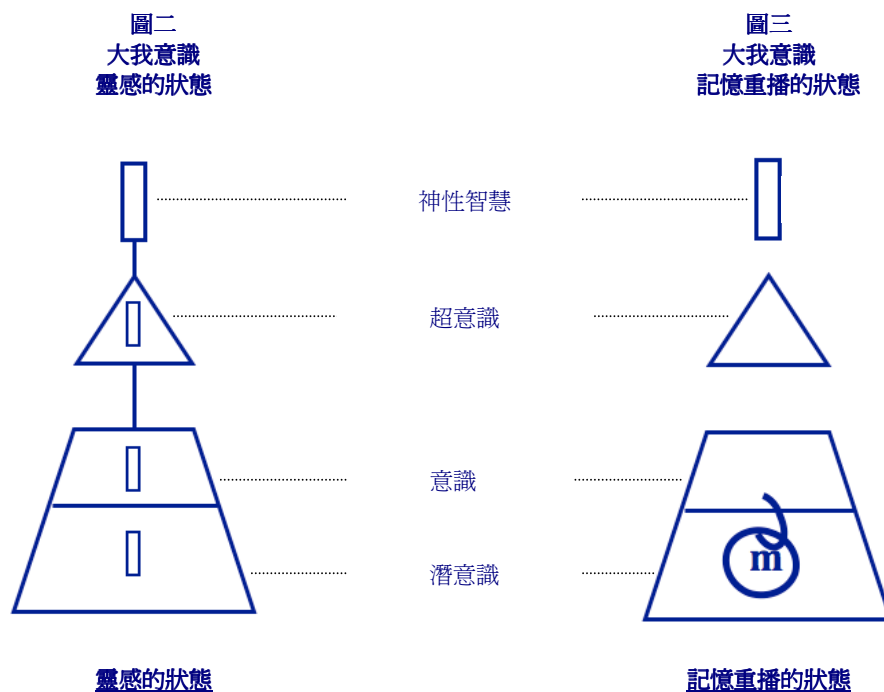 圖二
大我意識
靈感的狀態
圖三
大我意識
記憶重播的狀態
神性智慧
超意識
意識
潛意識
m
靈感的狀態
記憶重播的狀態